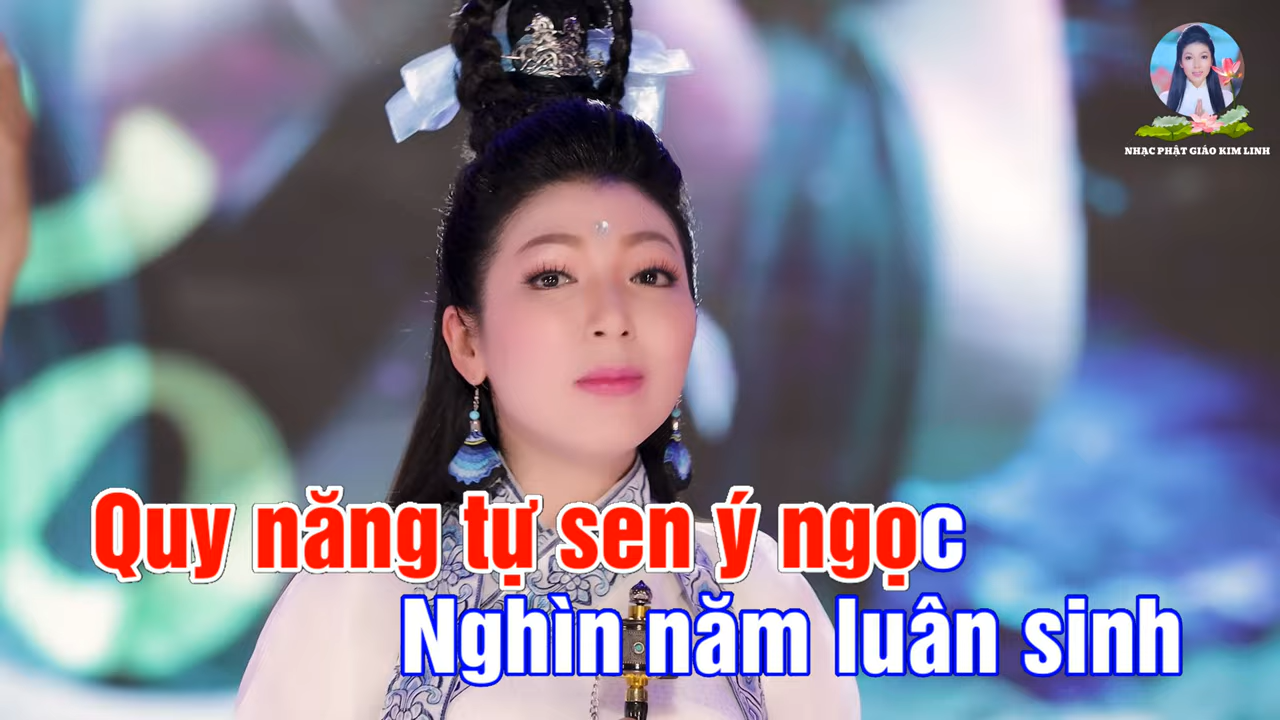 NHẠC PHẬT GIÁO KIM LINH
Quy năng tự sen ý ngọc
Nghìn năm luân sinh